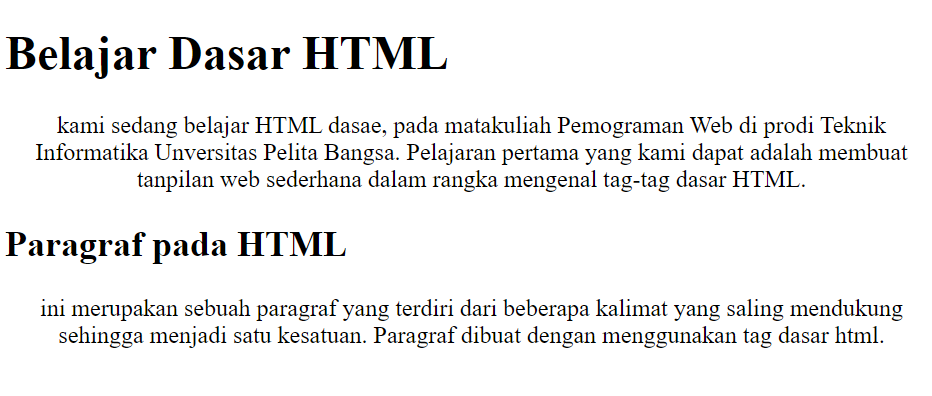 Belajar Dasar HTML
kami sedang belajar HTML dasae, pada matakuliah Pemograman Web di prodi Teknik
Informatika Unversitas Pelita Bangsa. Pelajaran pertama yang kami dapat adalah membuat
tanpilan web sederhana dalam rangka mengenal tag-tag dasar HTML.
Paragraf pada HTML
ini merupakan sebuah paragraf yang terdiri dari beberapa kalimat yang saling mendukung
sehingga menjadi satu kesatuan. Paragraf dibuat dengan menggunakan tag dasar html.